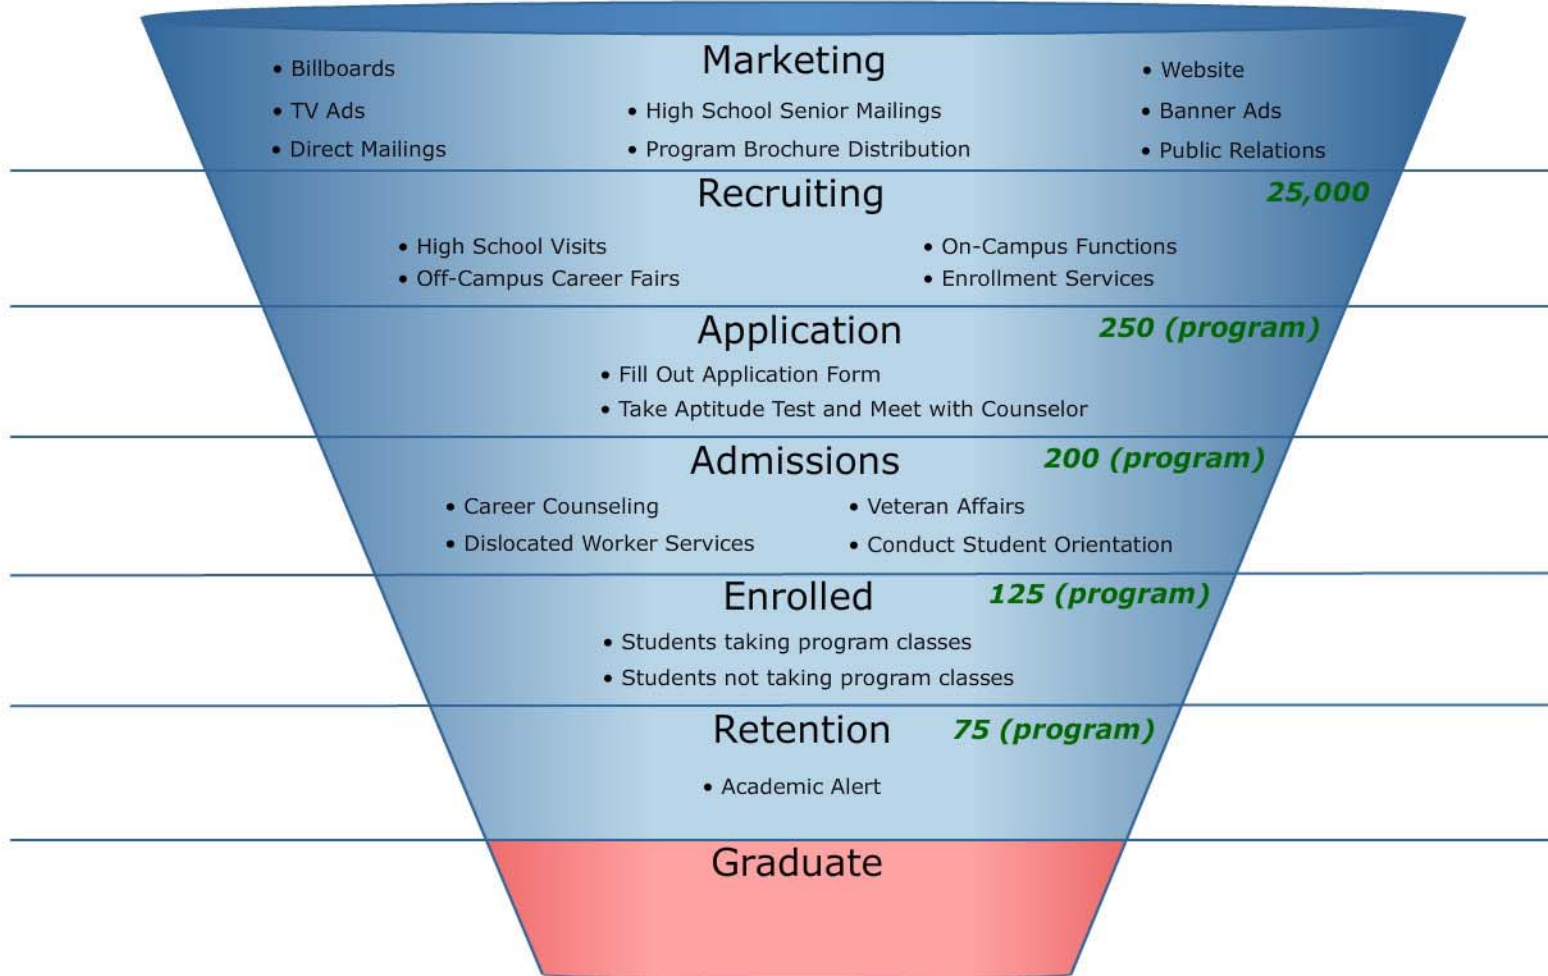 Marketing
• Billboards
• TV Ads
• Direct Mailings
• High School Senior Mailings
• Program Brochure Distribution
• Website
• Banner Ads
• Public Relations
Recruiting
25,000
• High School Visits
• Off-Campus Career Fairs
• On-Campus Functions
• Enrollment Services
Application
250 (program)
• Fill Out Application Form
• Take Aptitude Test and Meet with Counselor
Admissions
200 (program)
• Career Counseling
• Dislocated Worker Services
• Veteran Affairs
• Conduct Student Orientation
Enrolled
125 (program)
• Students taking program classes
• Students not taking program classes
Retention
75 (program)
• Academic Alert
Graduate